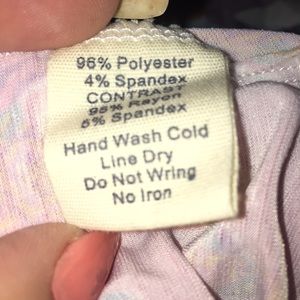 96% Polyester
4% Spandex
CONTRAST
95% Rayon
5% Spandex
Hand Wash Cold
Line Dry
Do Not Wring
No Iron